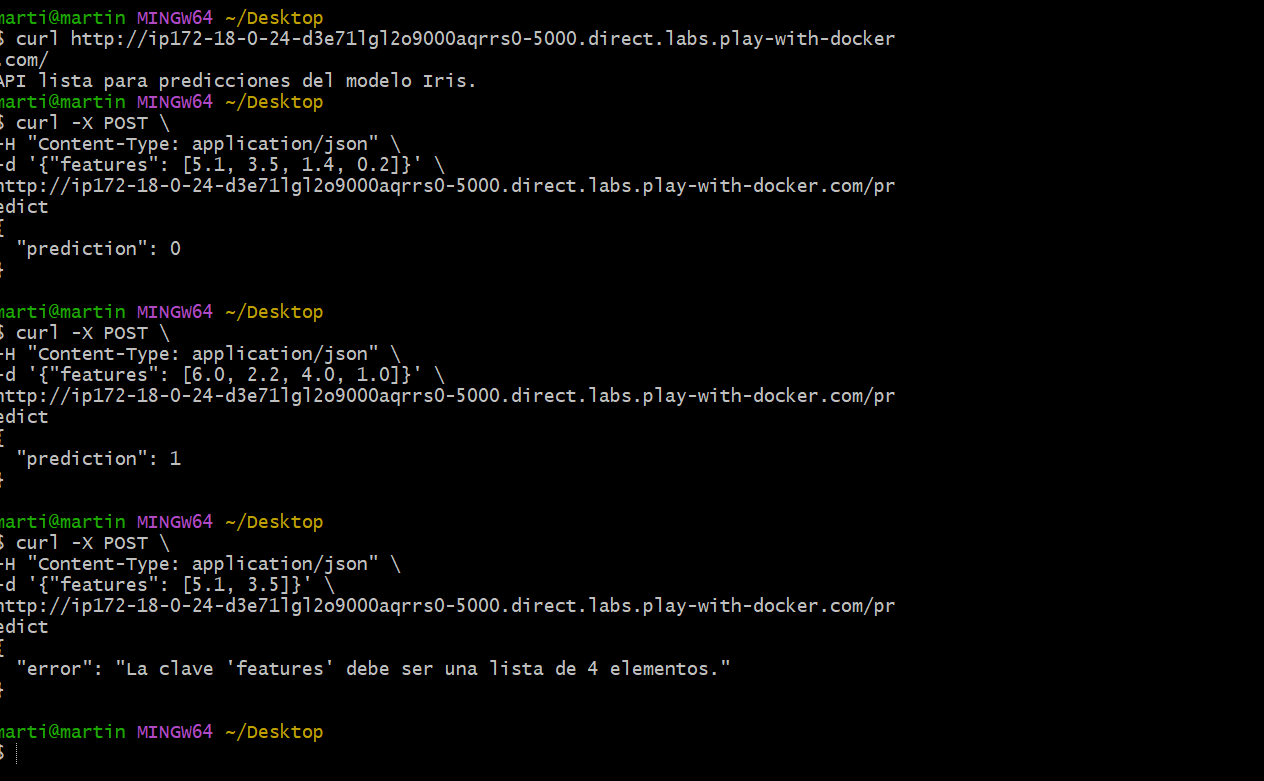 marti@martin MINGW64 ~/Desktop
$ curl http://ip172-18-0-24-d3e71lgl2o9000aqrrs0-5000.direct.labs.play-with-docker
.com/
API lista para predicciones del modelo Iris.
marti@martin MINGW64 ~/Desktop
$ curl -X POST \
-H "Content-Type: application/json" \
-d '{"features": [5.1, 3.5, 1.4, 0.2]}' \
http://ip172-18-0-24-d3e71lgl2o9000aqrrs0-5000.direct.labs.play-with-docker.com/pr
edict
{
  "prediction": 0
}
marti@martin MINGW64 ~/Desktop
$ curl -X POST \
-H "Content-Type: application/json" \
-d '{"features": [6.0, 2.2, 4.0, 1.0]}' \
http://ip172-18-0-24-d3e71lgl2o9000aqrrs0-5000.direct.labs.play-with-docker.com/pr
edict
{
  "prediction": 1
}
marti@martin MINGW64 ~/Desktop
$ curl -X POST \
-H "Content-Type: application/json" \
-d '{"features": [5.1, 3.5]}' \
http://ip172-18-0-24-d3e71lgl2o9000aqrrs0-5000.direct.labs.play-with-docker.com/pr
edict
{
  "error": "La clave 'features' debe ser una lista de 4 elementos."
}
marti@martin MINGW64 ~/Desktop
$